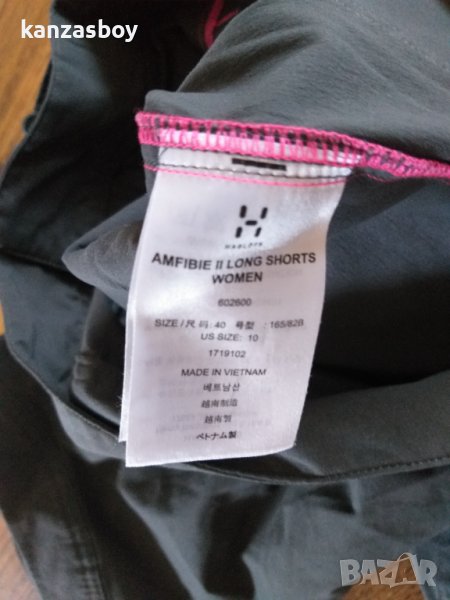 kanzasboy
HAGLÖFS
AMFIBIE II LONG SHORTS
WOMEN
602600
SIZE/尺码: 40 号型 : 165/82B
US SIZE: 10
1719102
MADE IN VIETNAM
베트남산
越南制造
越南製
ベトナム製
BAZAR